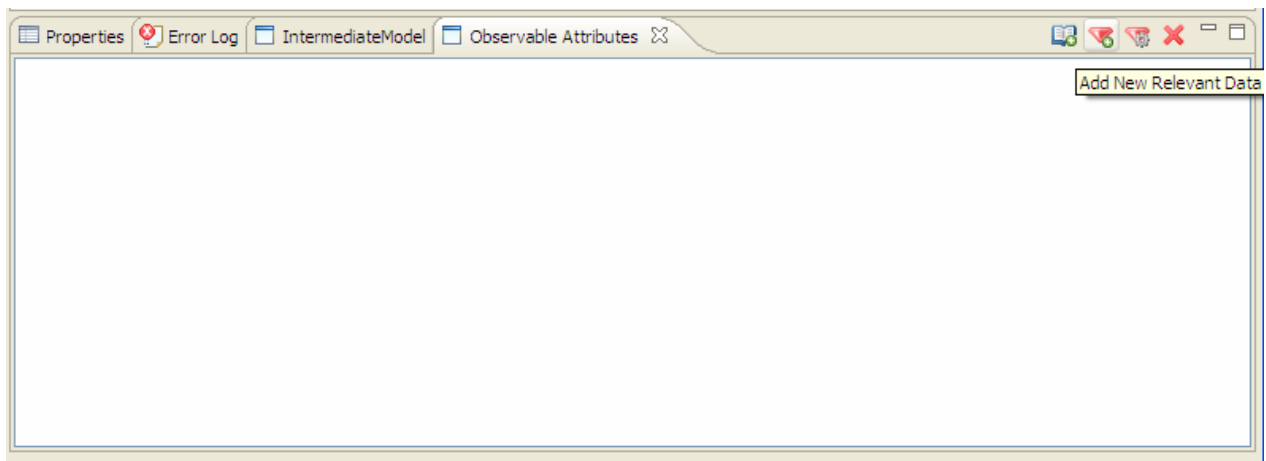 Properties Error Log IntermediateModel Observable Attributes
Add New Relevant Data